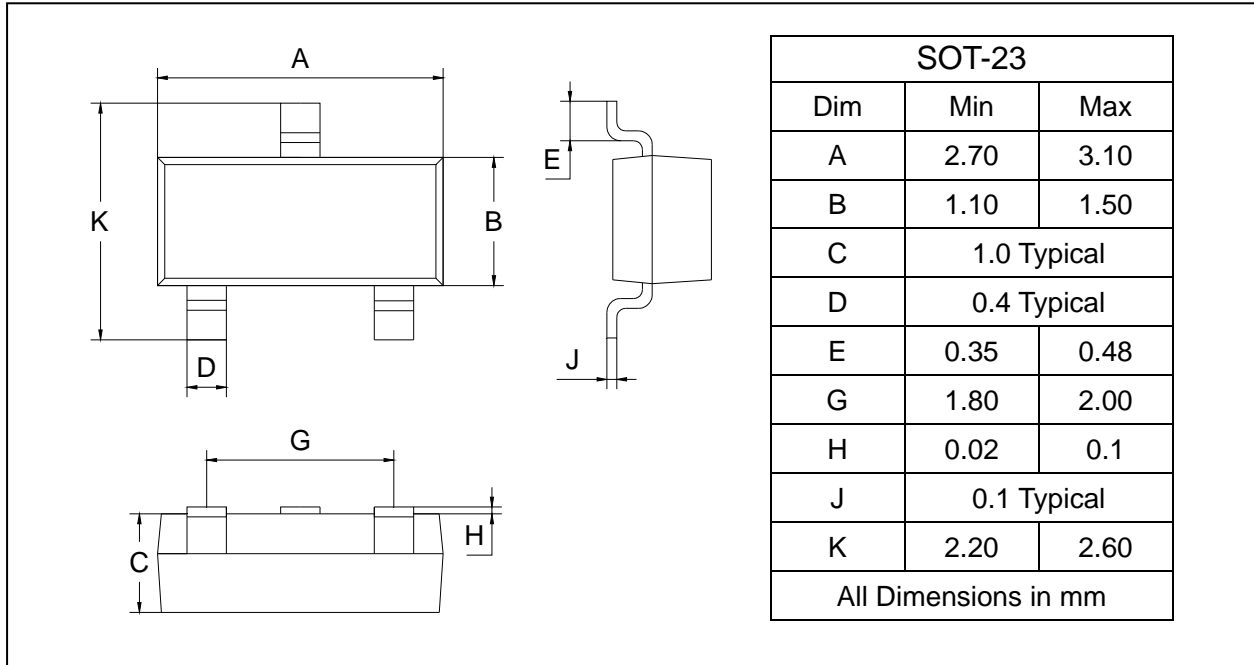 A
K
B
D
E
J
G
H
C
SOT-23
Dim Min Max
A 2.70 3.10
B 1.10 1.50
C 1.0 Typical
D 0.4 Typical
E 0.35 0.48
G 1.80 2.00
H 0.02 0.1
J 0.1 Typical
K 2.20 2.60
All Dimensions in mm